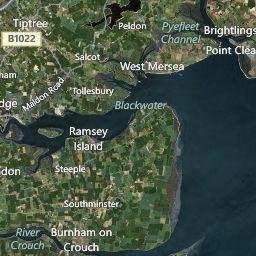 Tiptree
Peldon
Pyefleet
Channel
Brightlings
B1022
Point Clea
Salcot
West Mersea
ham
Maldon Road
Tollesbury
dge
Blackwater
Ramsey
Island
don
Steeple
Southminster
River
Crouch
Burnham on
Crouch